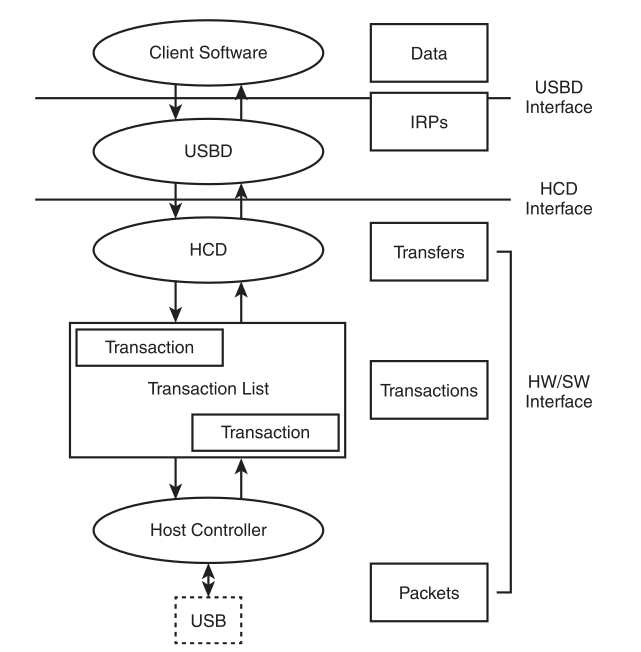 Client Software
Data
USBD
Interface
IRPs
USBD
HCD
Interface
HCD
Transfers
Transaction
Transaction List
Transactions
HW/SW
Interface
Transaction
Host Controller
Packets
USB